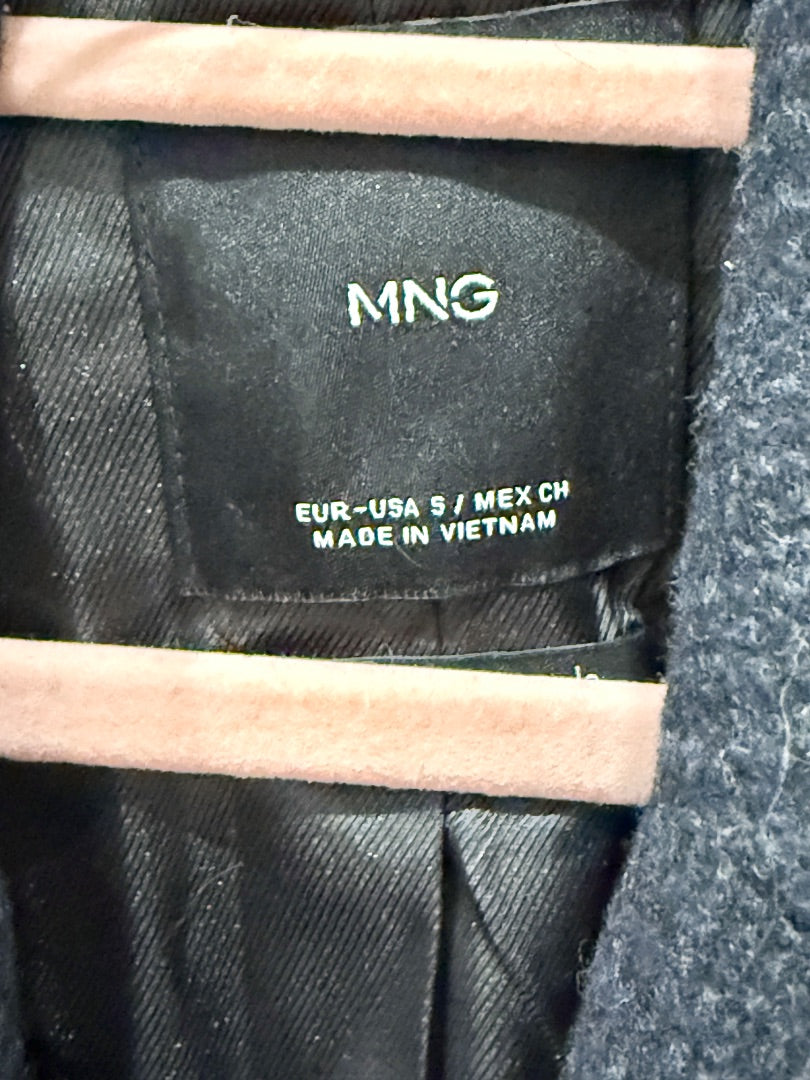 MNG
EUR-USA S / MEX CH
MADE IN VIETNAM